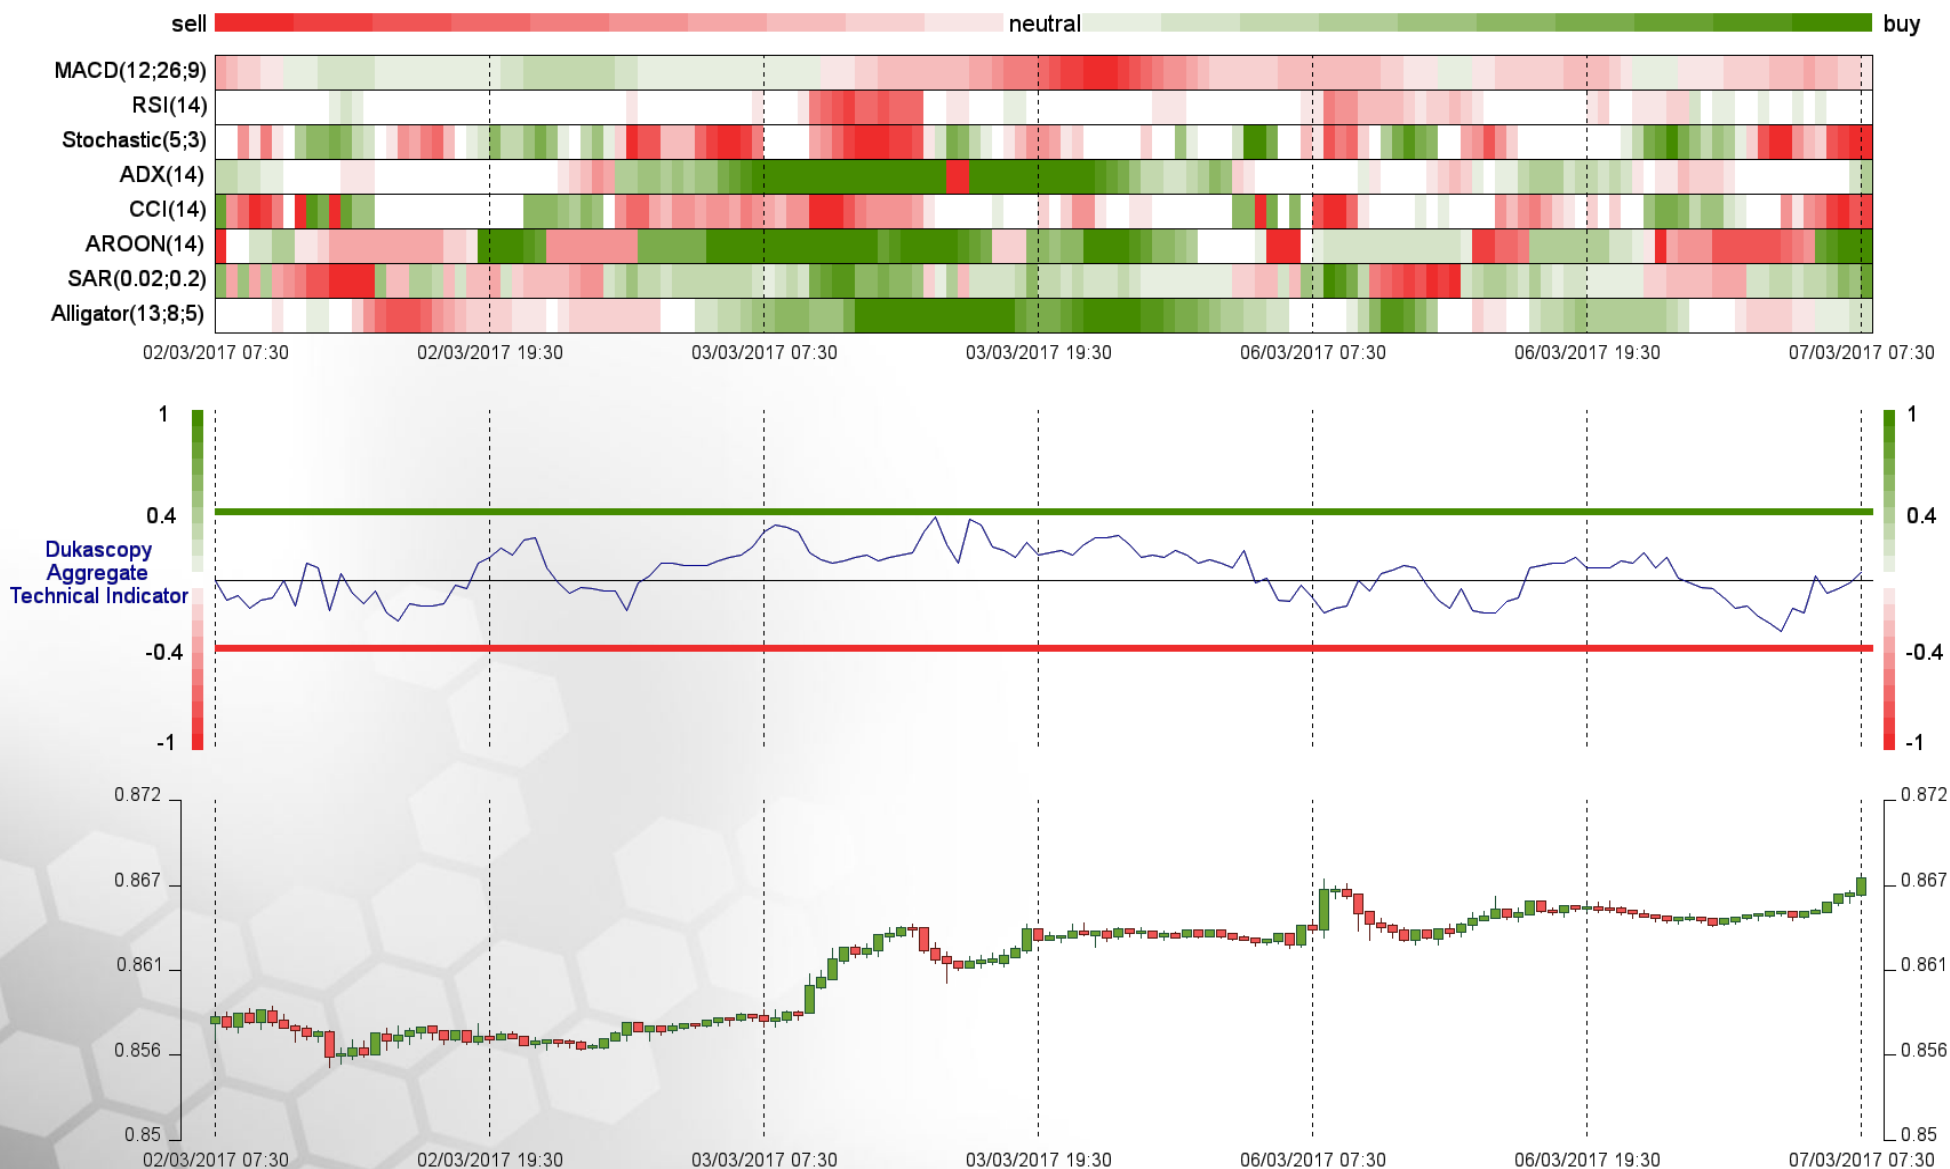 sell neutral buy
MACD(12;26;9)
RSI(14)
Stochastic(5;3)
ADX(14)
CCI(14)
AROON(14)
SAR(0.02;0.2)
Alligator(13;8;5)
02/03/2017 07:30 02/03/2017 19:30 03/03/2017 07:30 03/03/2017 19:30 06/03/2017 07:30 06/03/2017 19:30 07/03/2017 07:30
1 1
0.4 0.4
Dukascopy
Aggregate
Technical Indicator
-0.4 -0.4
-1 -1
0.872 0.872
0.867 0.867
0.861 0.861
0.856 0.856
0.85 0.85
02/03/2017 07:30 02/03/2017 19:30 03/03/2017 07:30 03/03/2017 19:30 06/03/2017 07:30 06/03/2017 19:30 07/03/2017 07:30